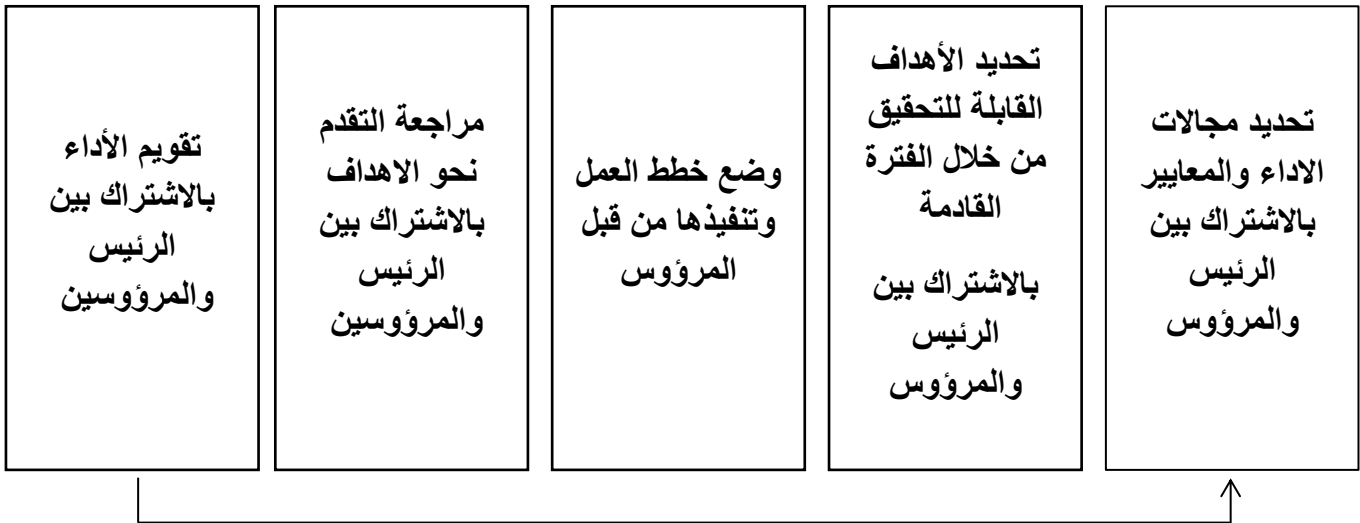 تحديد مجالات
الاداء والمعايير
بالاشتراك بين
الرئيس
والمرؤوس
تحديد الأهداف
القابلة للتحقيق
من خلال الفترة
القادمة
بالاشتراك بين
الرئيس
والمرؤوس
وضع خطط العمل
وتنفيذها من قبل
المرؤوس
مراجعة التقدم
نحو الاهداف
بالاشتراك بين
الرئيس
والمرؤوسين
تقويم الأداء
بالاشتراك بين
الرئيس
والمرؤوسين